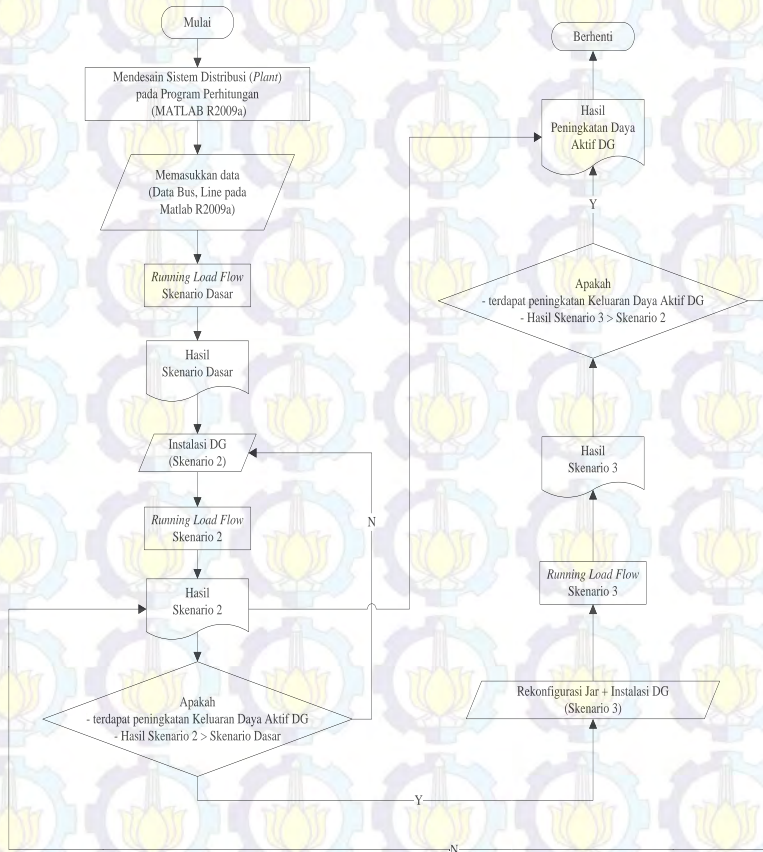 Mulai
Mendesain Sistem Distribusi (Plant)
pada Program Perhitungan
(MATLAB R2009a)
Memasukkan data
(Data Bus, Line pada
Matlab R2009a)
Running Load Flow
Skenario Dasar
Hasil
Skenario Dasar
Instalasi DG
(Skenario 2)
N
Running Load Flow
Skenario 2
Hasil
Skenario 2
Apakah
- terdapat peningkatan Keluaran Daya Aktif DG
- Hasil Skenario 2 > Skenario Dasar
Y
Rekonfigurasi Jar + Instalasi DG
(Skenario 3)
Running Load Flow
Skenario 3
Hasil
Skenario 3
Apakah
- terdapat peningkatan Keluaran Daya Aktif DG
- Hasil Skenario 3 > Skenario 2
Y
Hasil
Peningkatan Daya
Aktif DG
Berhenti
N